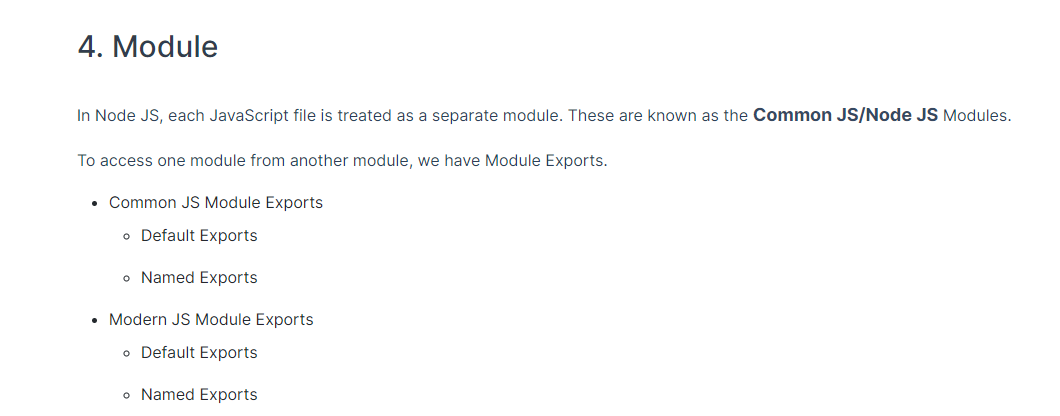 4. Module
In Node JS, each JavaScript file is treated as a separate module. These are known as the Common JS/Node JS Modules.
To access one module from another module, we have Module Exports.
Common JS Module Exports
Default Exports
Named Exports
Modern JS Module Exports
Default Exports
Named Exports